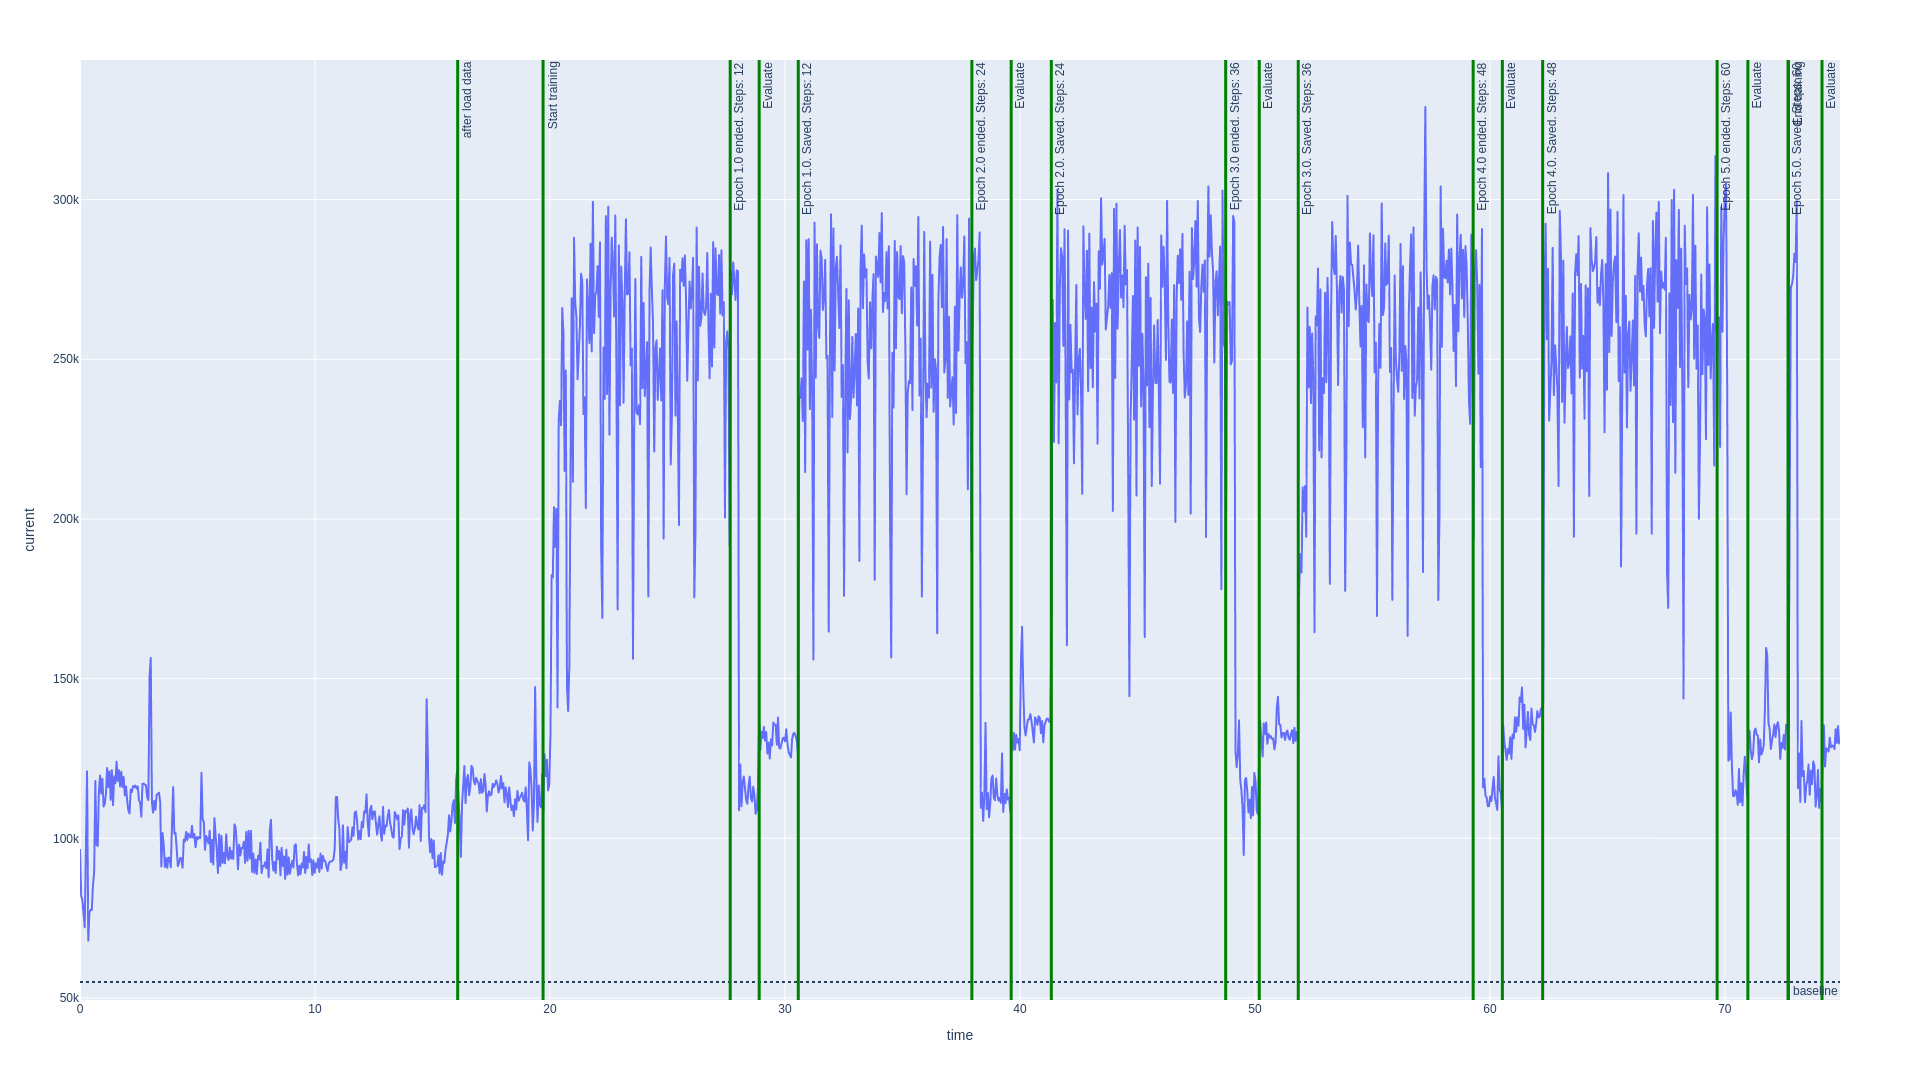 after load data
Start training
Epoch 1.0 ended. Steps: 12
Evaluate
Epoch 1.0. Saved. Steps: 12
Epoch 2.0 ended. Steps: 24
Evaluate
Epoch 2.0. Saved. Steps: 24
Epoch 3.0 ended. Steps: 36
Evaluate
Epoch 3.0. Saved. Steps: 36
Epoch 4.0 ended. Steps: 48
Evaluate
Epoch 4.0. Saved. Steps: 48
Epoch 5.0 ended. Steps: 60
Evaluate
Epoch 5.0. Saved.
Evaluate
300k
250k
200k
150k
100k
50k
current
baseline
0
10
20
30
40
50
60
70
time